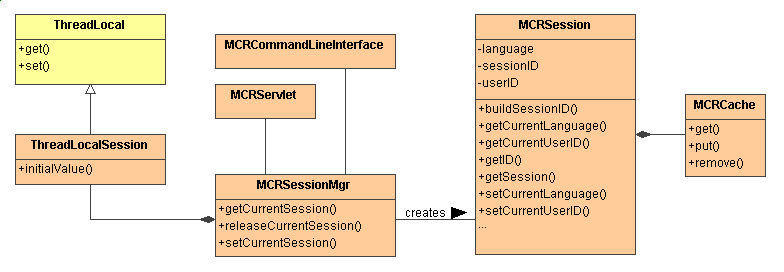 ThreadLocal
+get()
+set()
ThreadLocalSession
+initialValue()
MCRCommandLineInterface
MCRServlet
MCRSessionMgr
+getCurrentSession()
+releaseCurrentSession()
+setCurrentSession()
creates
MCRSession
-language
-sessionID
-userID
+buildSessionID()
+getCurrentLanguage()
+getCurrentUserID()
+getID()
+getSession()
+setCurrentLanguage()
+setCurrentUserID()
...
MCRCache
+get()
+put()
+remove()